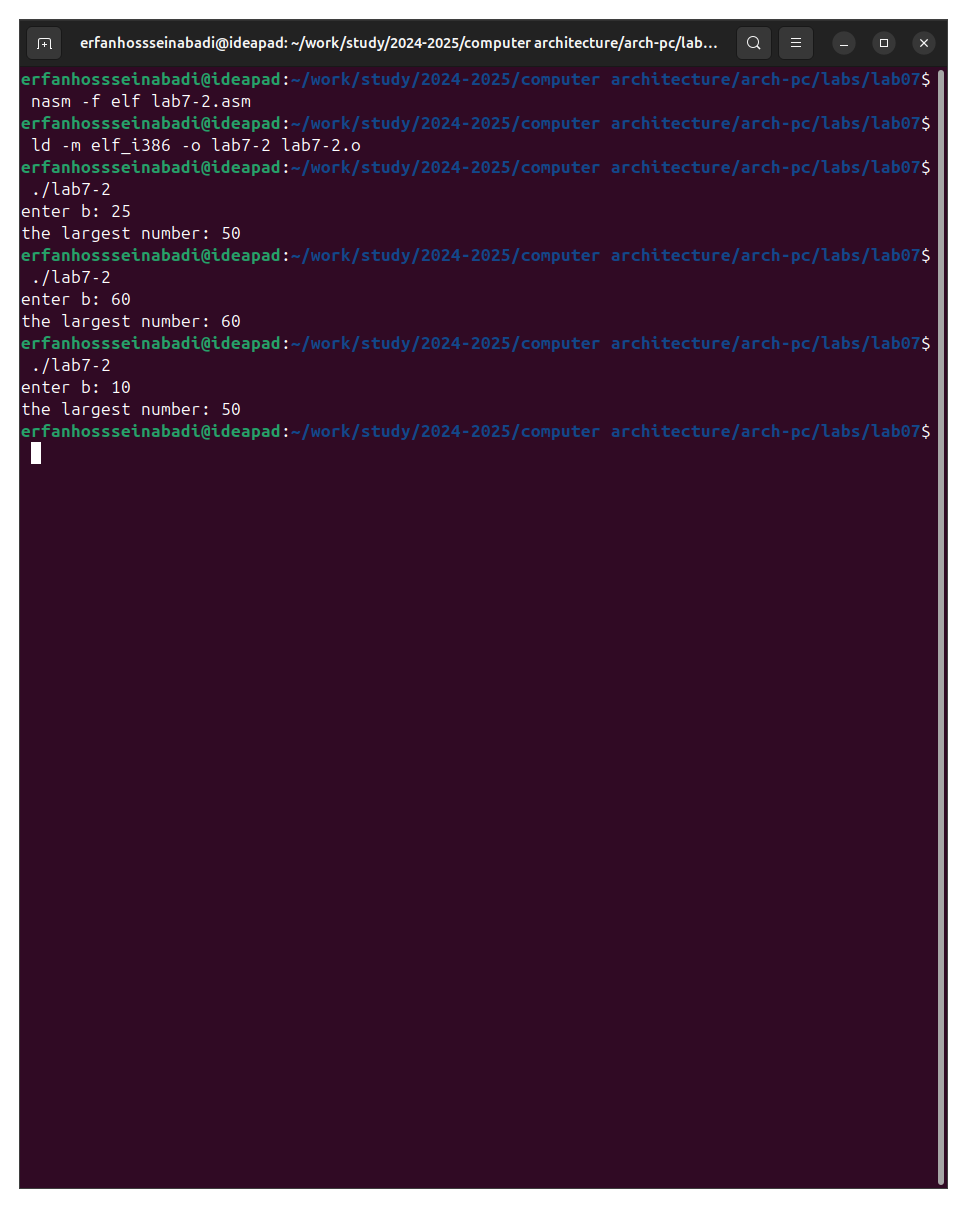 erfanhossseinabadi@ideapad: ~/work/study/2024-2025/computer architecture/arch-pc/lab...
erfanhossseinabadi@ideapad:~/work/study/2024-2025/computer architecture/arch-pc/labs/lab07$
nasm -f elf lab7-2.asm
erfanhossseinabadi@ideapad:~/work/study/2024-2025/computer architecture/arch-pc/labs/lab07$
ld -m elf_i386 -o lab7-2 lab7-2.o
erfanhossseinabadi@ideapad:~/work/study/2024-2025/computer architecture/arch-pc/labs/lab07$
./lab7-2
enter b: 25
the largest number: 50
erfanhossseinabadi@ideapad:~/work/study/2024-2025/computer architecture/arch-pc/labs/lab07$
./lab7-2
enter b: 60
the largest number: 60
erfanhossseinabadi@ideapad:~/work/study/2024-2025/computer architecture/arch-pc/labs/lab07$
./lab7-2
enter b: 10
the largest number: 50
erfanhossseinabadi@ideapad:~/work/study/2024-2025/computer architecture/arch-pc/labs/lab07$